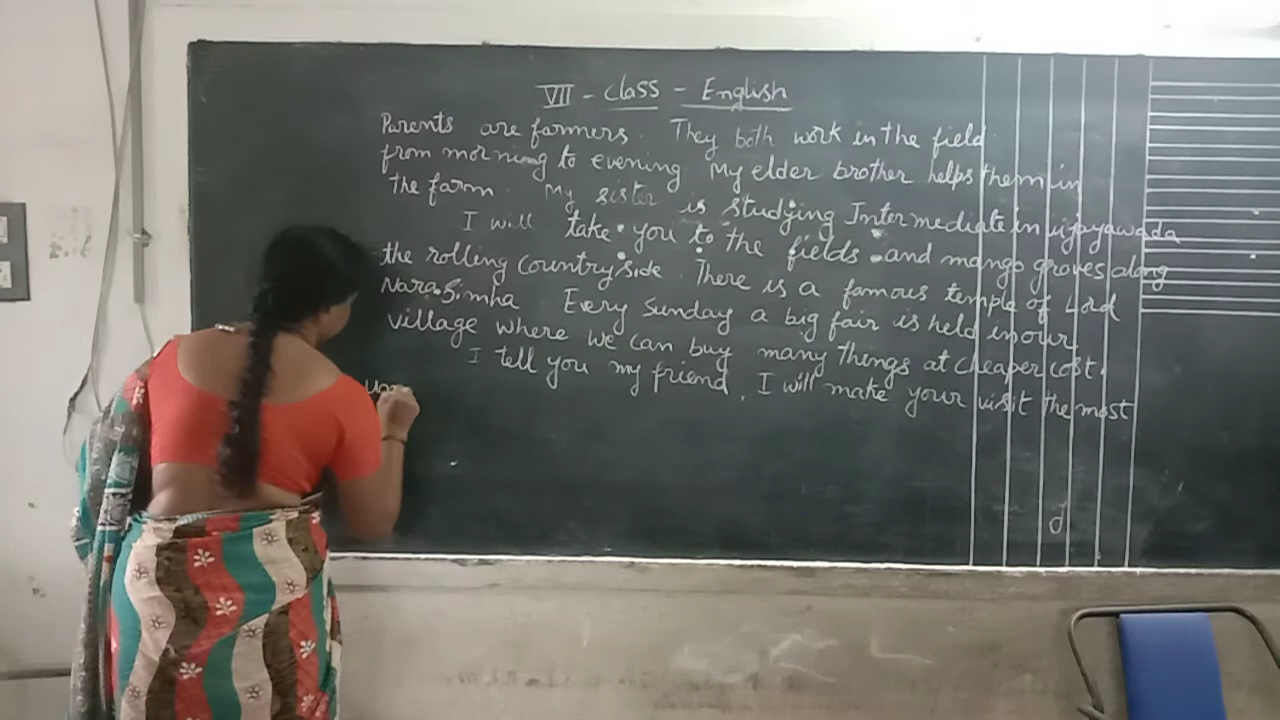 VII - class - English
Parents are farmers. They both work in the field
from morning to evening. My elder brother helps them in
the farm. My sister is studying Intermediate in vijayawada
I will take you to the fields and mango groves along
the rolling country side. There is a famous temple of Lord
Narasimha Every sunday a big fair is held in our
village where we can buy many things at cheaper cost.
I tell you my friend, I will make your visit the most